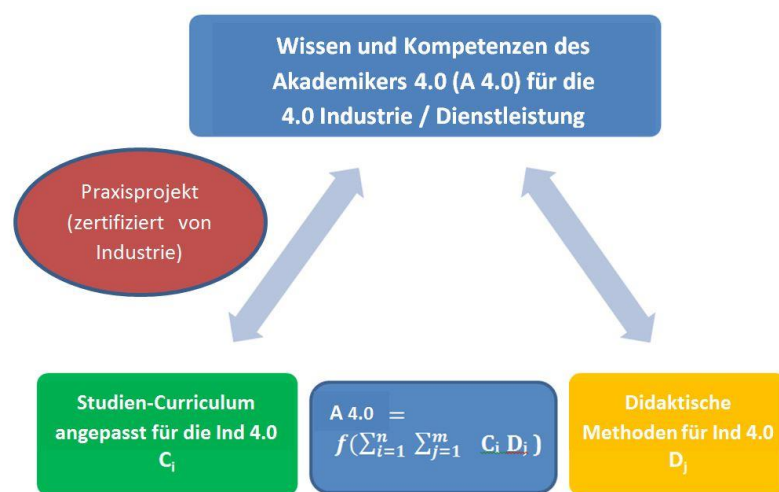 Wissen und Kompetenzen des
Akademikers 4.0 (A 4.0) für die
4.0 Industrie / Dienstleistung
Praxisprojekt
(zertifiziert von
Industrie)
Studien-Curriculum
angepasst für die Ind 4.0
Cᵢ
A 4.0 =
f(∑ⁿᵢ₌₁ ∑ᵐⱼ₌₁ Cᵢ Dⱼ)
Didaktische
Methoden für Ind 4.0
Dⱼ